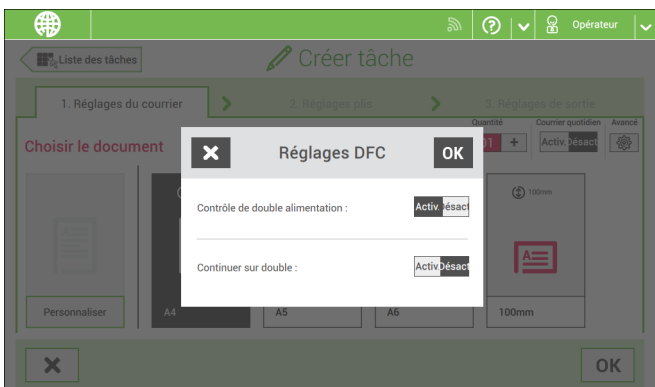 Opérateur
Liste des tâches
Créer tâche
1. Réglages du courrier
2. Réglages plis
3. Réglages de sortie
Quantité
Courrier quotidien
Avancé
Choisir le document
01 +
Activ. Désact
Réglages DFC
OK
100mm
Contrôle de double alimentation :
Activ. Désact
Continuer sur double :
Activ Désact
Personnaliser
A4
A5
A6
100mm
OK